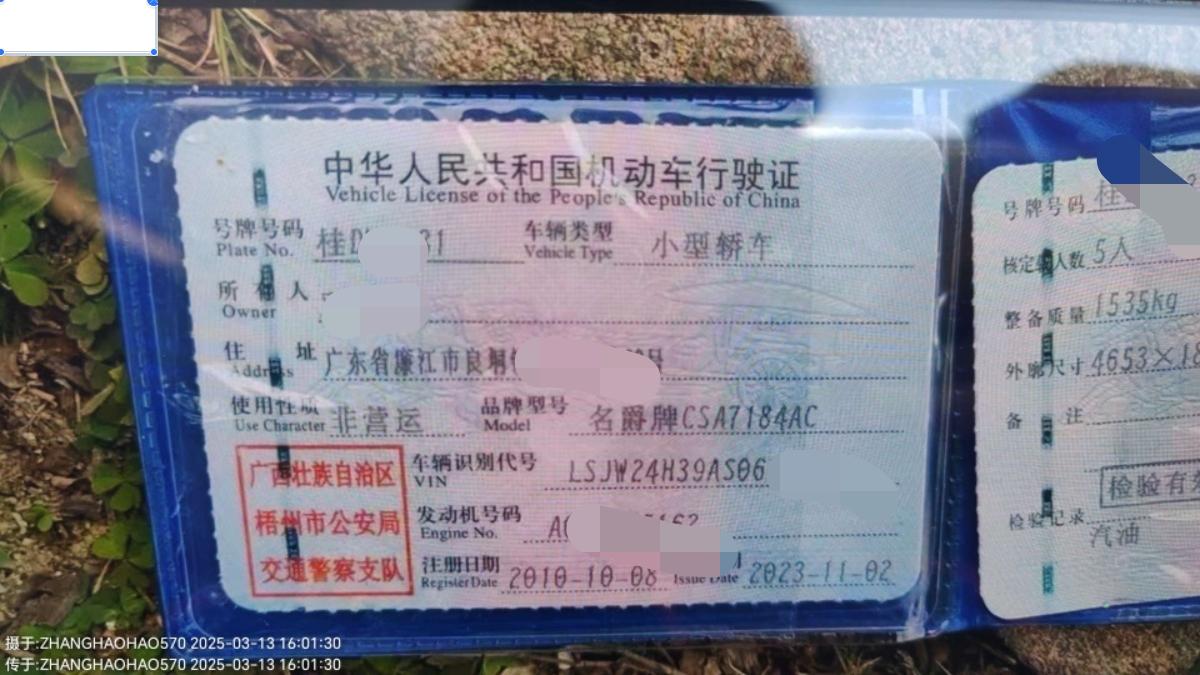 中华人民共和国机动车行驶证
Vehicle License of the People's Republic of China
号牌号码 桂 31 车辆类型 小型轿车
Plate No. Vehicle Type
所有人
Owner
住址 广东省廉江市良垌
Address
使用性质 非营运 品牌型号 名爵牌CSA7184AC
Use Character Model
广西壮族自治区
梧州市公安局
交通警察支队
车辆识别代号 LSJW24H39AS06
VIN
发动机号码
Engine No.
注册日期 2010-10-08 2023-11-02
Register Date Issue Date
号牌号码 桂
核定载人数 5人
整备质量 1535kg
外廓尺寸 4653×18
备注
检验有效
检验记录
汽油
摄于:ZHANGHAOHAO570 2025-03-13 16:01:30
传于:ZHANGHAOHAO570 2025-03-13 16:01:30